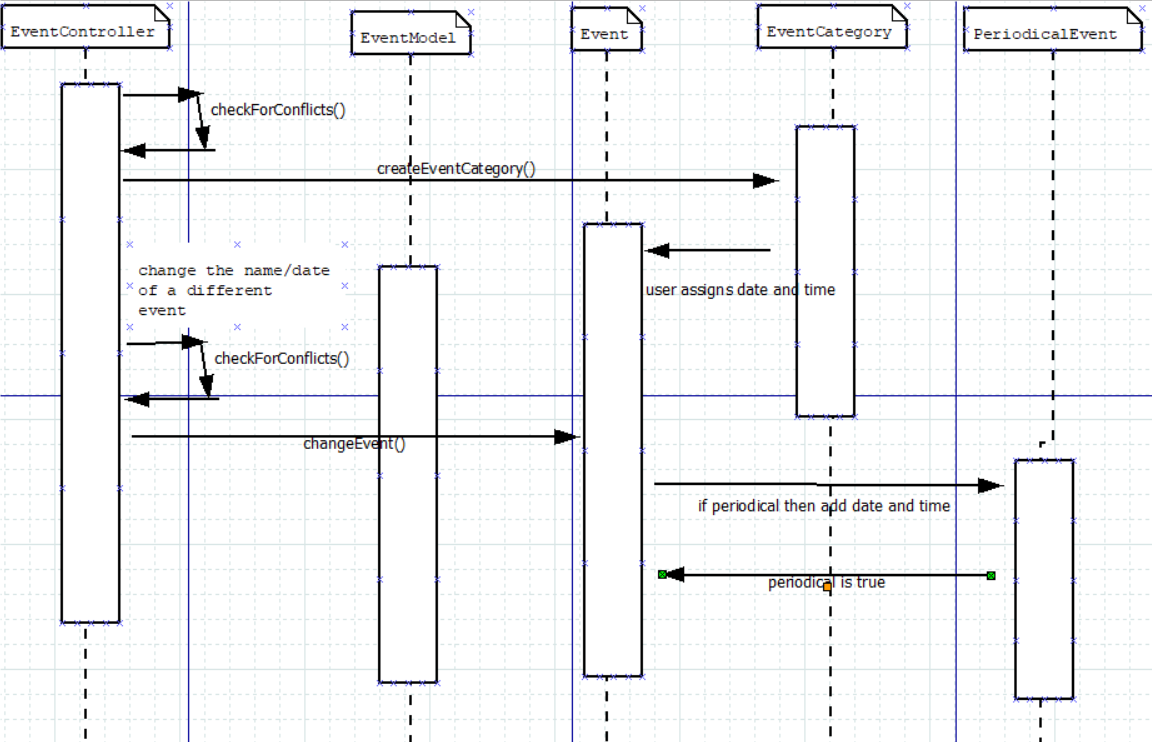 EventController
EventModel
Event
EventCategory
PeriodicalEvent
checkForConflicts()
createEventCategory()
change the name/date
of a different
event
user assigns date and time
checkForConflicts()
changeEvent()
if periodical then add date and time
periodical is true